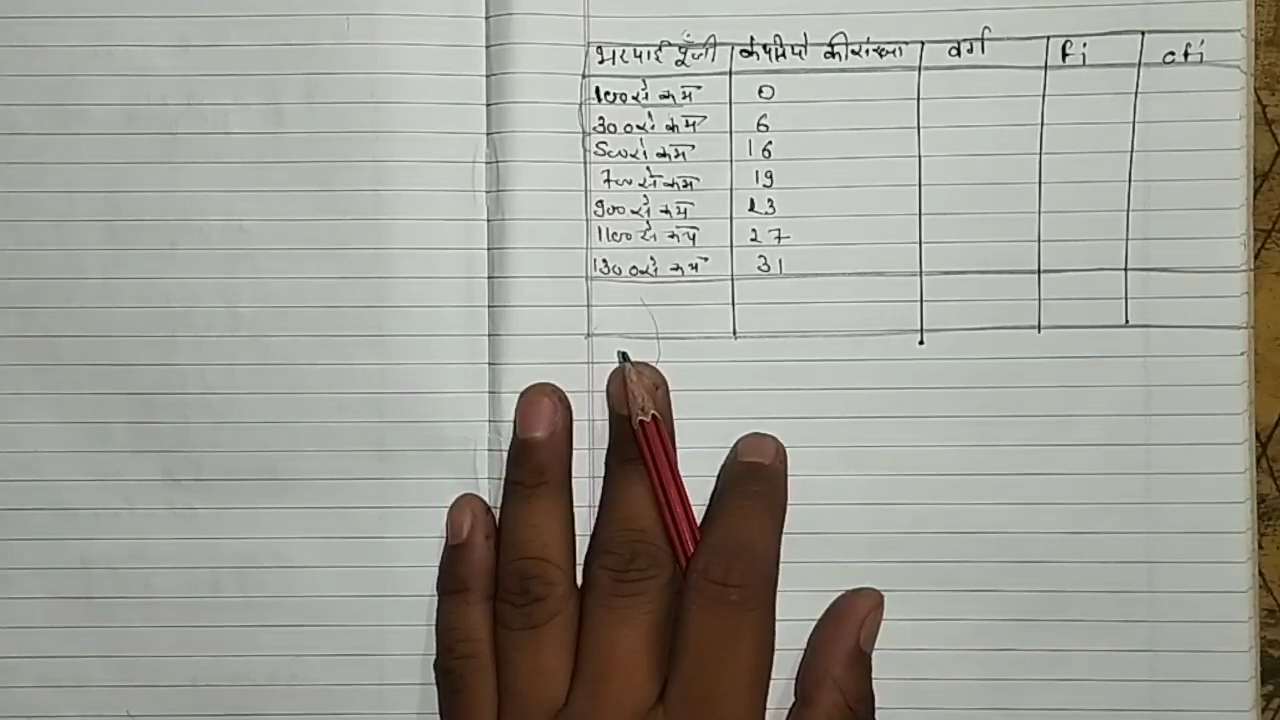 भरपाई पूँजी कंपनियो की संख्या वर्ग fi cfi
100 से कम 0
300 से कम 6
500 से कम 16
700 से कम 19
900 से कम 23
1100 से कम 27
1300 से कम 31